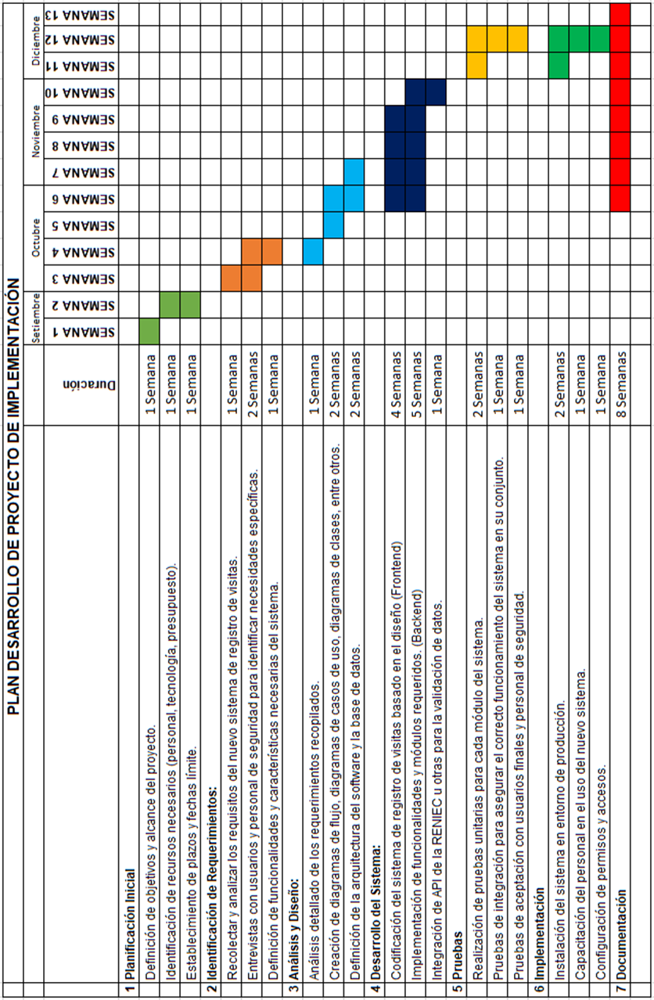 PLAN DESARROLLO DE PROYECTO DE IMPLEMENTACIÓN
Setiembre Octubre Noviembre Diciembre
Duración SEMANA 1 SEMANA 2 SEMANA 3 SEMANA 4 SEMANA 5 SEMANA 6 SEMANA 7 SEMANA 8 SEMANA 9 SEMANA 10 SEMANA 11 SEMANA 12 SEMANA 13
1 Planificación Inicial
Definición de objetivos y alcance del proyecto. 1 Semana
Identificación de recursos necesarios (personal, tecnología, presupuesto). 1 Semana
Establecimiento de plazos y fechas límite. 1 Semana
2 Identificación de Requerimientos:
Recolectar y analizar los requisitos del nuevo sistema de registro de visitas. 1 Semana
Entrevistas con usuarios y personal de seguridad para identificar necesidades específicas. 2 Semanas
Definición de funcionalidades y características necesarias del sistema. 1 Semana
3 Análisis y Diseño:
Análisis detallado de los requerimientos recopilados. 1 Semana
Creación de diagramas de flujo, diagramas de casos de uso, diagramas de clases, entre otros. 2 Semanas
Definición de la arquitectura del software y la base de datos. 2 Semanas
4 Desarrollo del Sistema:
Codificación del sistema de registro de visitas basado en el diseño (Frontend) 4 Semanas
Implementación de funcionalidades y módulos requeridos. (Backend) 5 Semanas
Integración de API de la RENIEC u otras para la validación de datos. 1 Semana
5 Pruebas
Realización de pruebas unitarias para cada módulo del sistema. 2 Semanas
Pruebas de integración para asegurar el correcto funcionamiento del sistema en su conjunto. 1 Semana
Pruebas de aceptación con usuarios finales y personal de seguridad. 1 Semana
6 Implementación
Instalación del sistema en entorno de producción. 2 Semanas
Capacitación del personal en el uso del nuevo sistema. 1 Semana
Configuración de permisos y accesos. 1 Semana
7 Documentación 8 Semanas